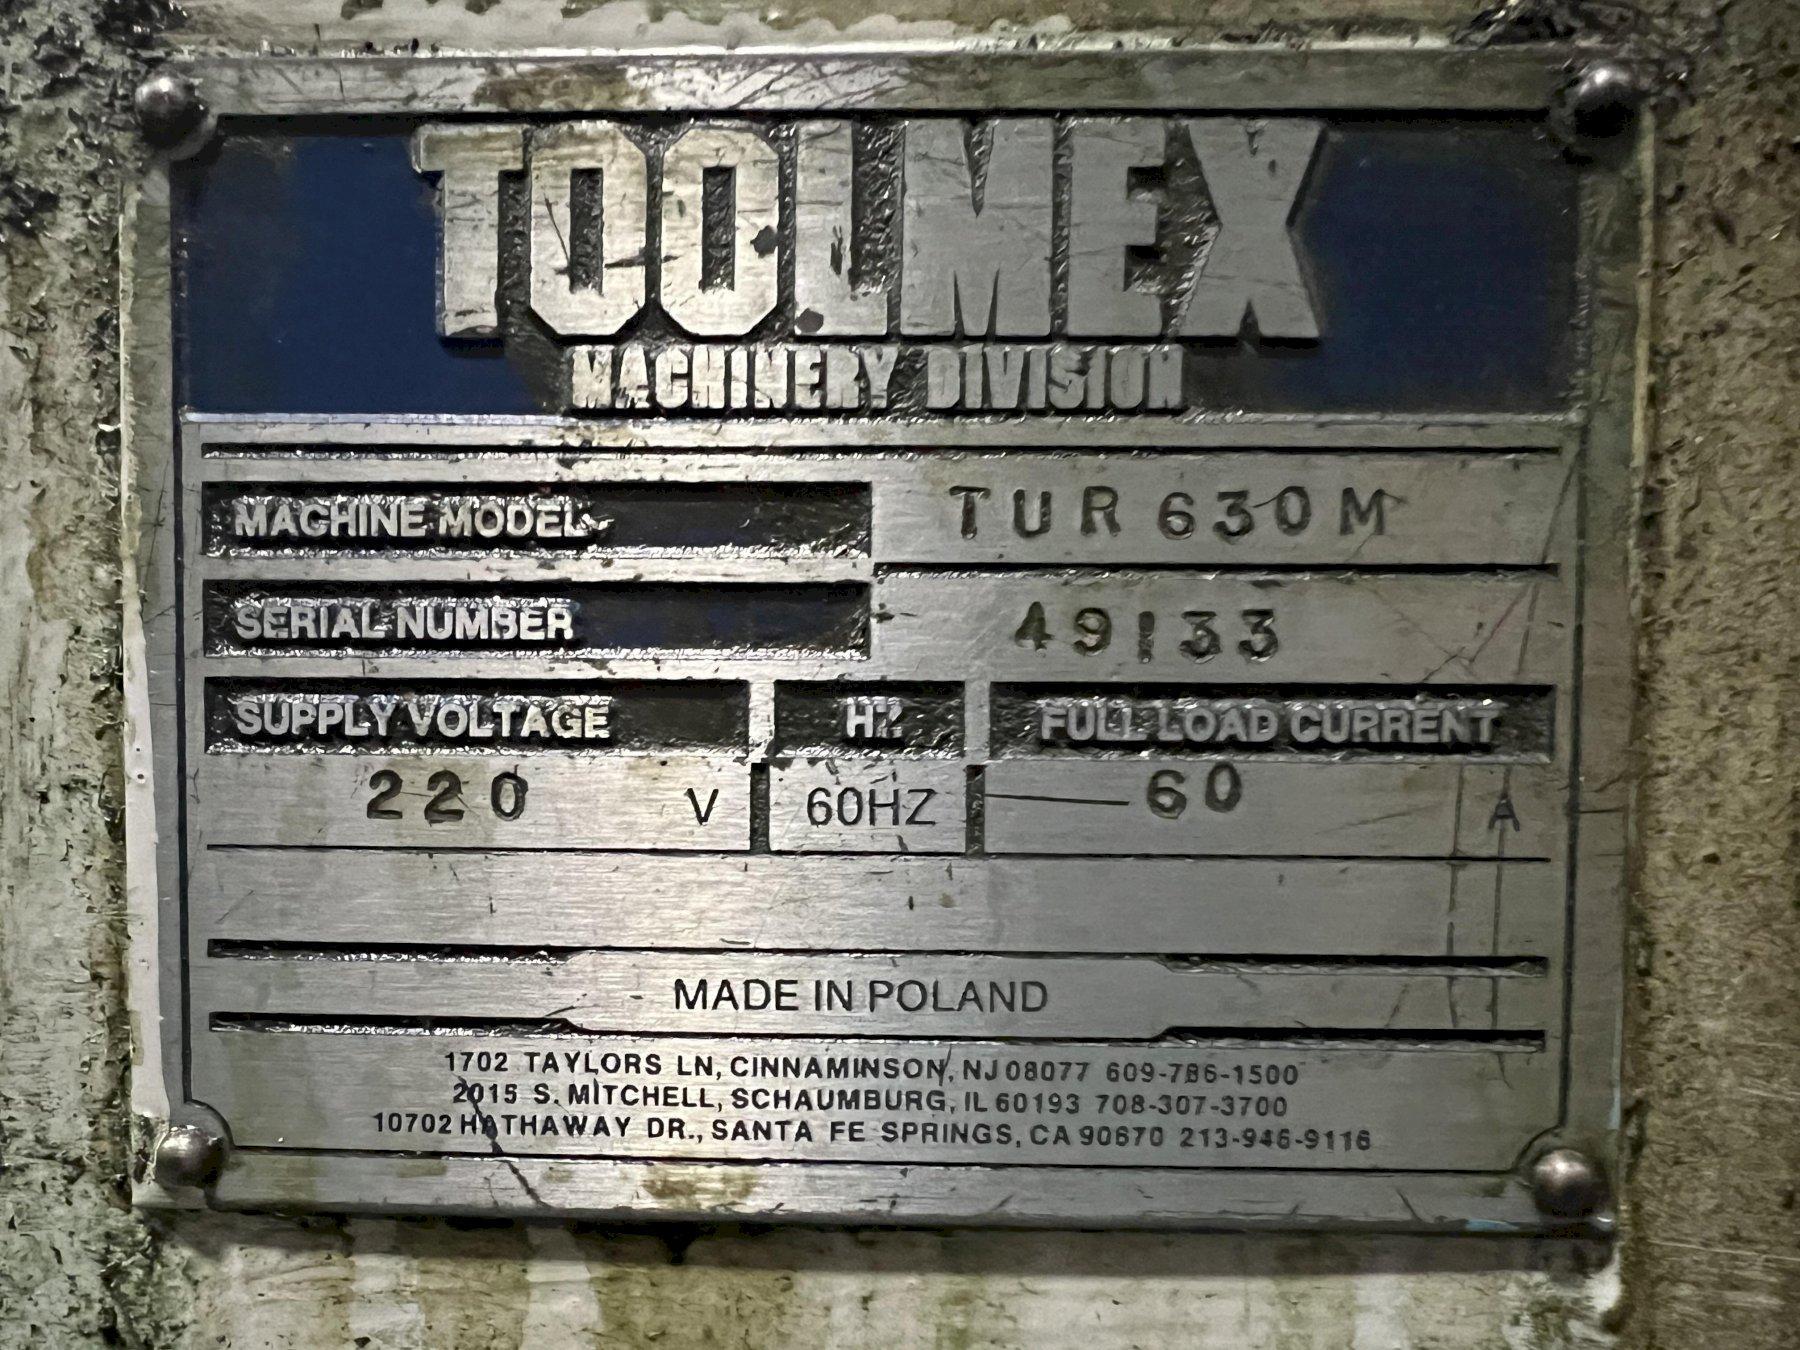 TOOLMEX
MACHINERY DIVISION
MACHINE MODEL TUR 630 M
SERIAL NUMBER 49133
SUPPLY VOLTAGE HZ FULL LOAD CURRENT
220 V 60HZ 60 A
MADE IN POLAND
1702 TAYLORS LN, CINNAMINSON, NJ 08077 609-786-1500
2015 S. MITCHELL, SCHAUMBURG, IL 60193 708-307-3700
10702 HATHAWAY DR., SANTA FE SPRINGS, CA 90670 213-946-9116